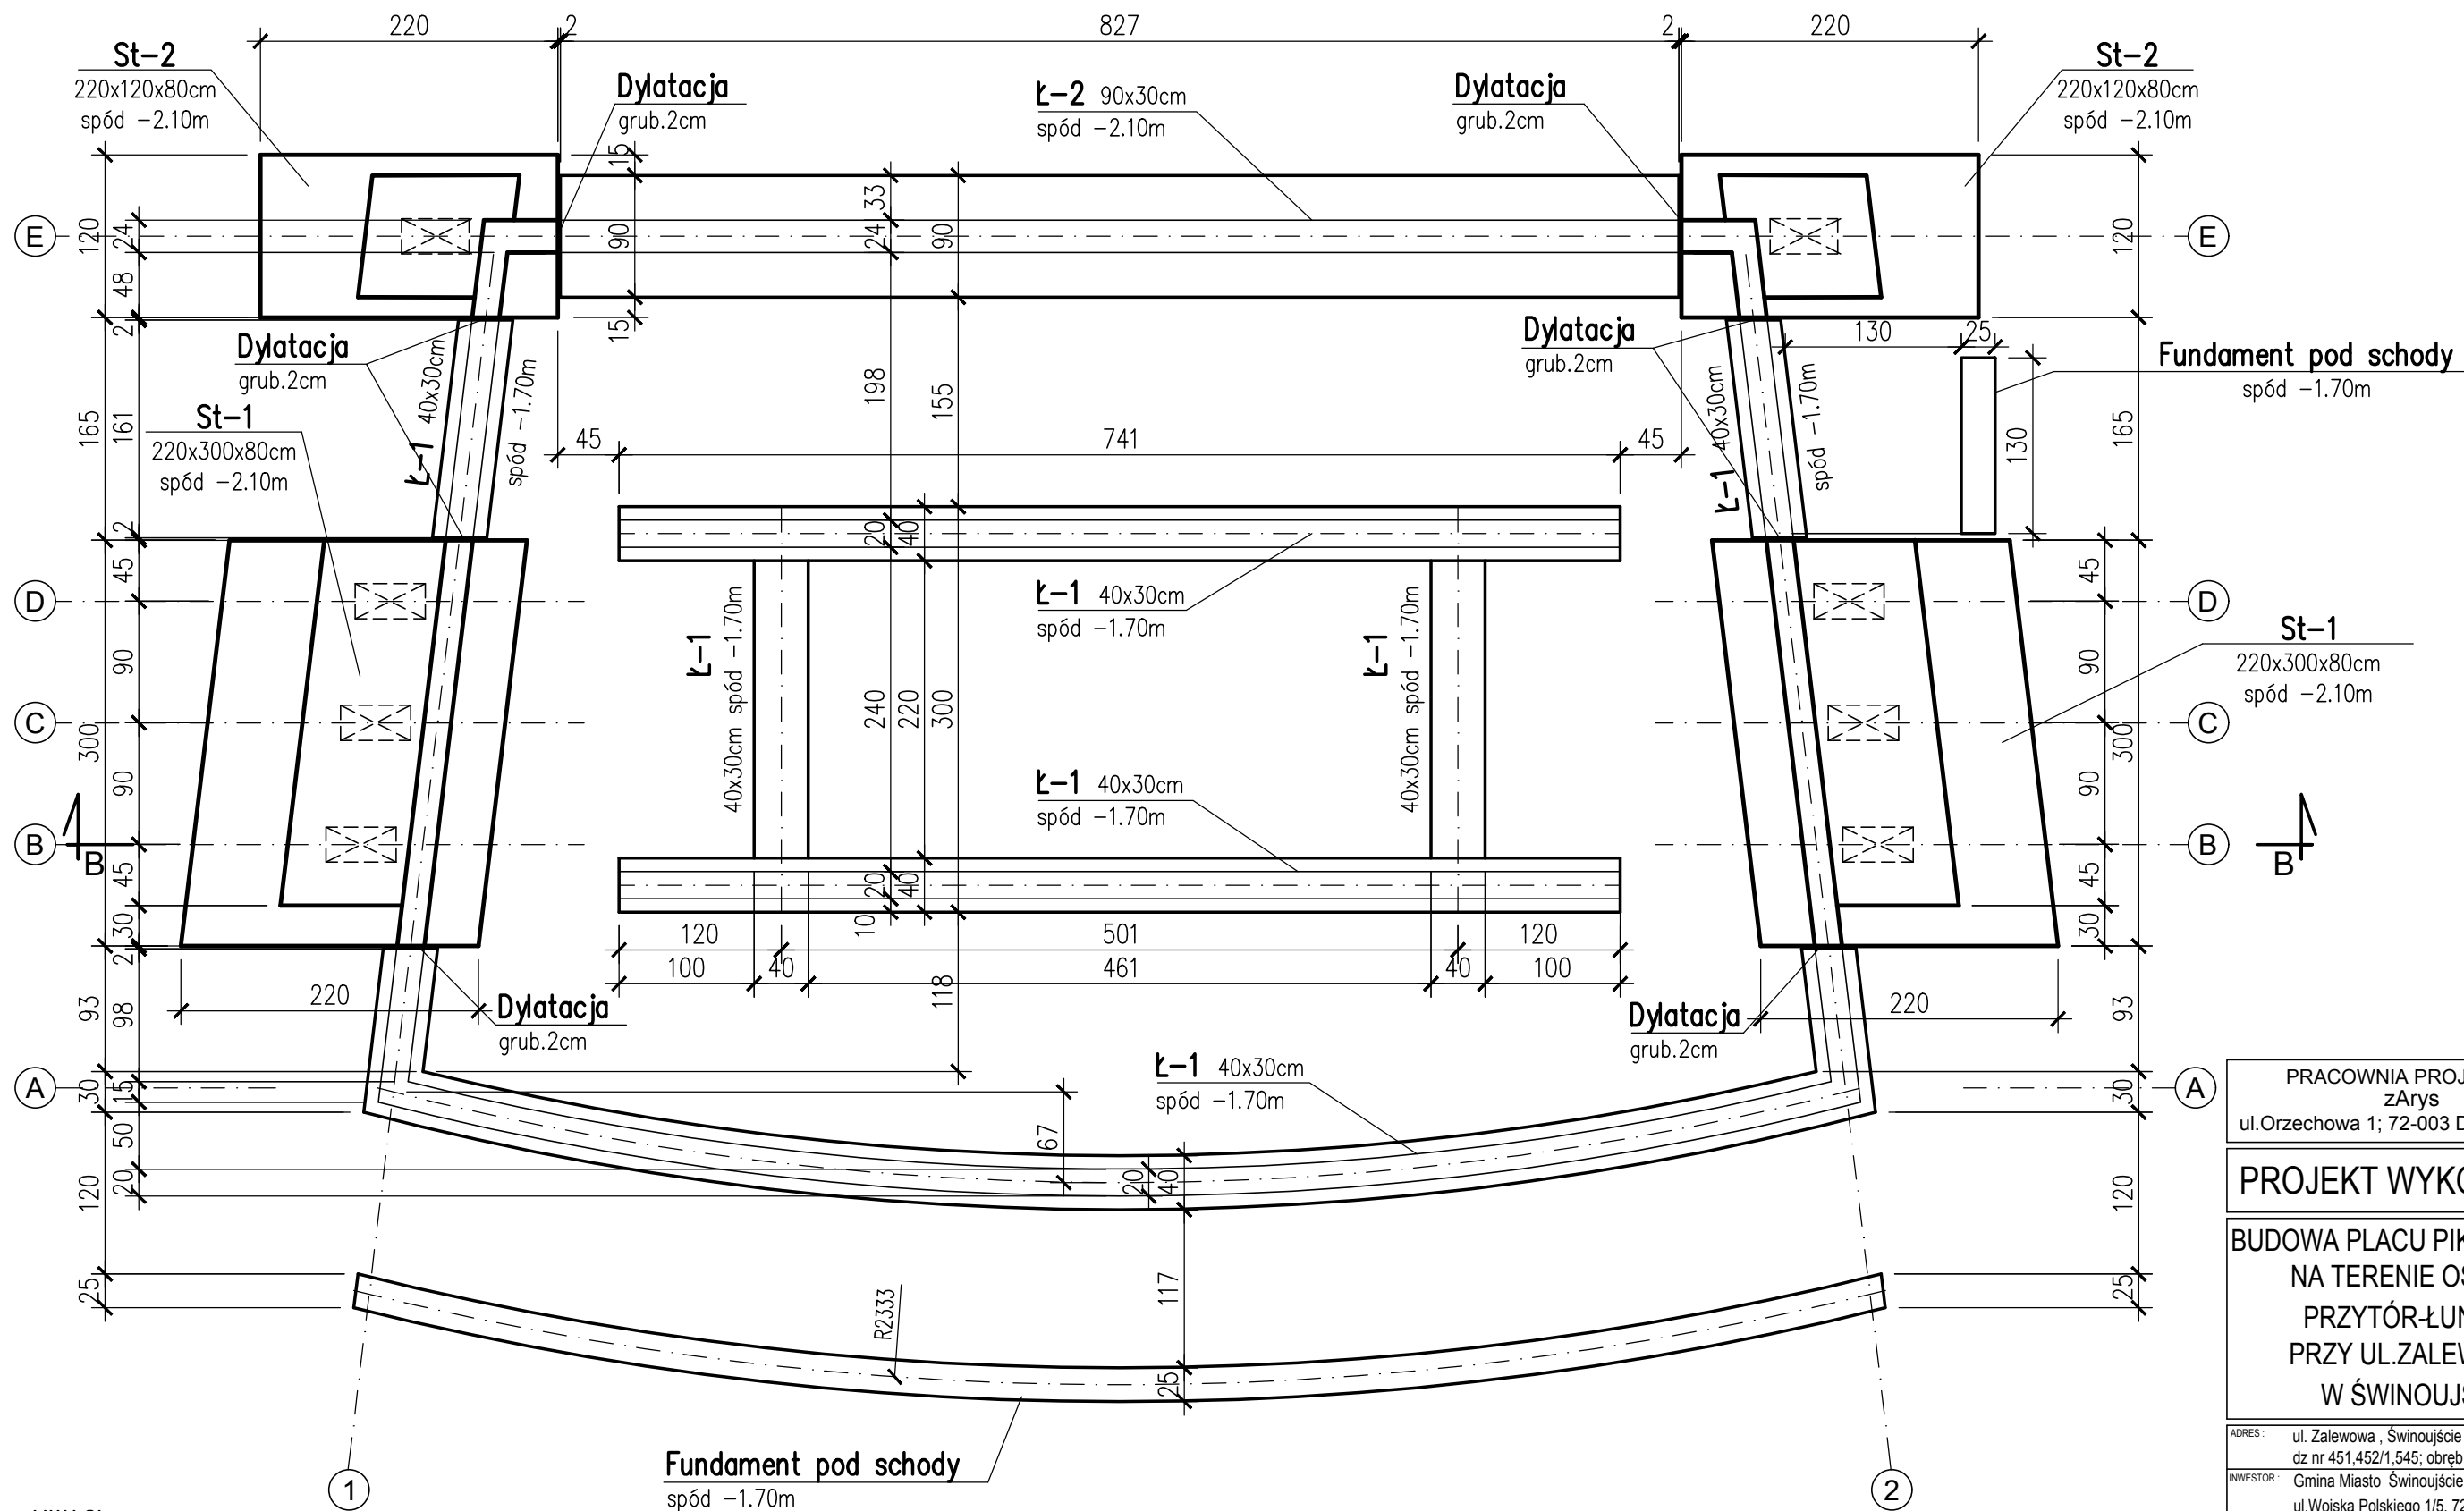 220
2
827
2
220
St-2
220x120x80cm
spód -2.10m
Dylatacja
grub.2cm
Ł-2 90x30cm
spód -2.10m
Dylatacja
grub.2cm
St-2
220x120x80cm
spód -2.10m
15
33
E
120
24
90
24
90
120
E
48
2
15
Dylatacja
grub.2cm
Ł-1 40x30cm
spód -1.70m
198
155
Dylatacja
grub.2cm
Ł-1 40x30cm
spód -1.70m
130
25
Fundament pod schody
spód -1.70m
130
165
161
165
St-1
220x300x80cm
spód -2.10m
45
741
45
2
20
40
45
45
D
D
Ł-1 40x30cm
spód -1.70m
Ł-1
40x30cm spód -1.70m
Ł-1
40x30cm spód -1.70m
St-1
220x300x80cm
spód -2.10m
90
90
C
300
240
220
300
300
C
90
90
Ł-1 40x30cm
spód -1.70m
B
B
B
B
45
20
40
45
30
10
30
2
120
501
120
100
40
461
40
100
220
118
220
93
98
93
Dylatacja
grub.2cm
Dylatacja
grub.2cm
Ł-1 40x30cm
spód -1.70m
A
30
15
30
A
50
67
120
20
20
40
120
117
25
R2333
25
25
Fundament pod schody
spód -1.70m
1
2
PRACOWNIA PROJ
zArys
ul.Orzechowa 1; 72-003 D
PROJEKT WYKO
BUDOWA PLACU PIK
NA TERENIE OS
PRZYTÓR-ŁUN
PRZY UL.ZALEW
W ŚWINOUJŚ
ADRES : ul. Zalewowa , Świnoujście
dz nr 451,452/1,545; obręb
INWESTOR : Gmina Miasto Świnoujście
ul.Wojska Polskiego 1/5, 72